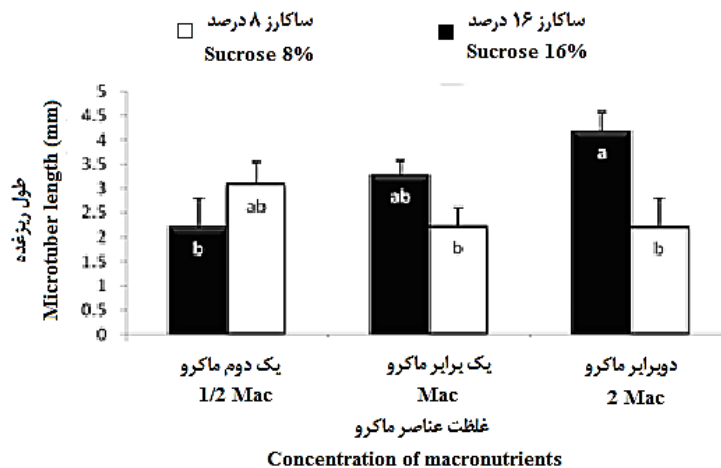 ساکارز ۸ درصد
Sucrose 8%
ساکارز ۱۶ درصد
Sucrose 16%
طول ریزغده
Microtuber length (mm)
5
4.5
4
3.5
3
2.5
2
1.5
1
0.5
0
b
ab
ab
b
a
b
یک دوم ماکرو
1/2 Mac
یک برابر ماکرو
Mac
دوبرابر ماکرو
2 Mac
غلظت عناصر ماکرو
Concentration of macronutrients